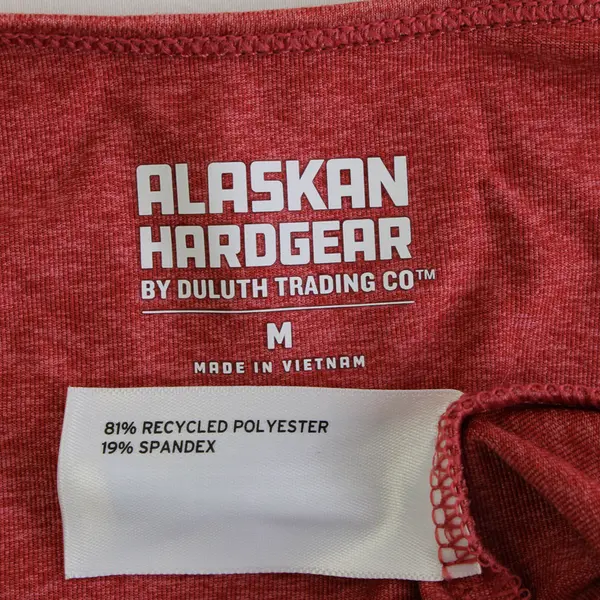 ALASKAN
HARDGEAR
BY DULUTH TRADING CO™
M
MADE IN VIETNAM
81% RECYCLED POLYESTER
19% SPANDEX